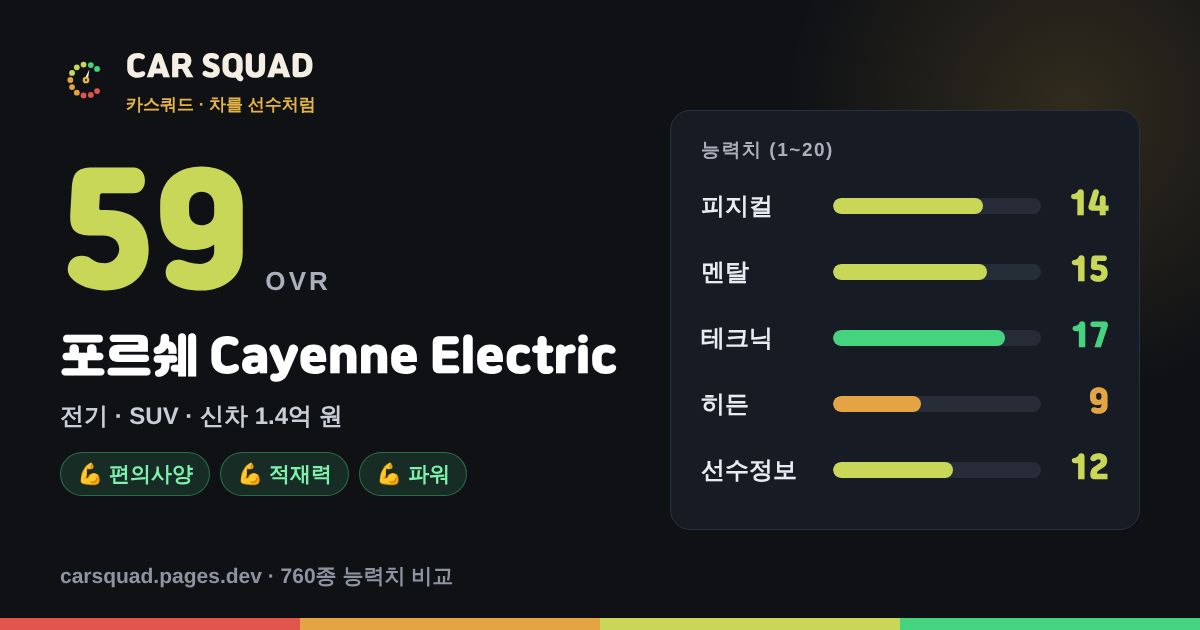 CAR SQUAD
카스쿼드 · 차를 선수처럼
59 OVR
포르쉐 Cayenne Electric
전기 · SUV · 신차 1.4억 원
💪 편의사양 💪 적재력 💪 파워
carsquad.pages.dev · 760종 능력치 비교
능력치 (1~20)
피지컬 14
멘탈 15
테크닉 17
히든 9
선수정보 12